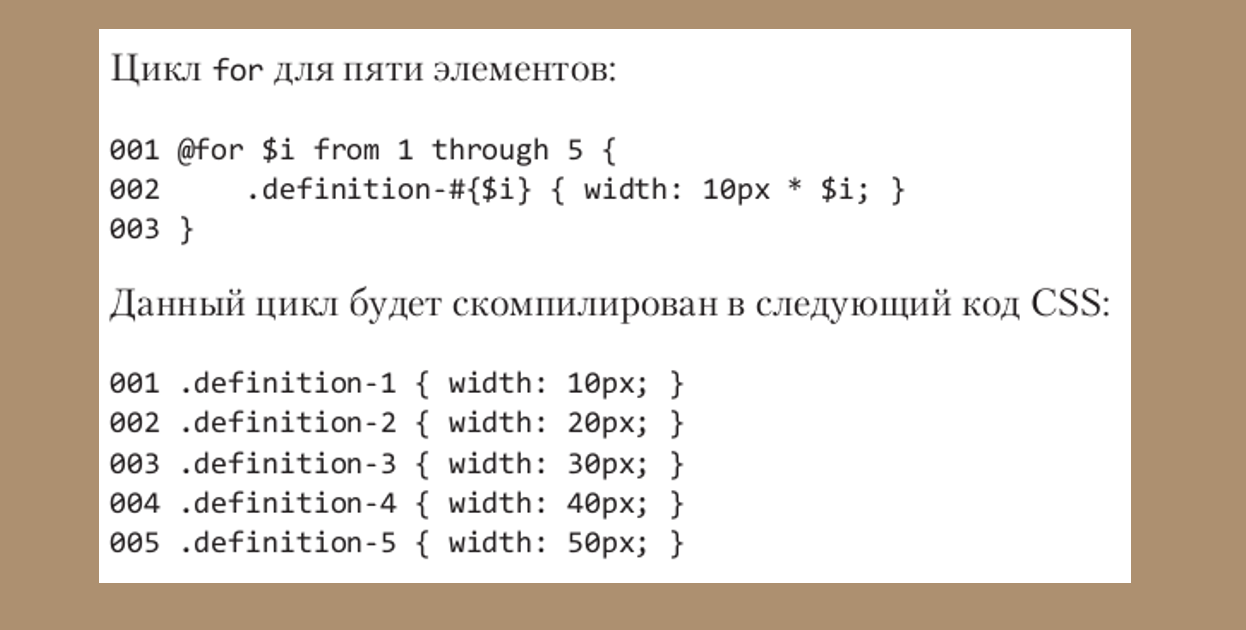 Цикл for для пяти элементов:
001 @for $i from 1 through 5 {
002     .definition-#{$i} { width: 10px * $i; }
003 }
Данный цикл будет скомпилирован в следующий код CSS:
001 .definition-1 { width: 10px; }
002 .definition-2 { width: 20px; }
003 .definition-3 { width: 30px; }
004 .definition-4 { width: 40px; }
005 .definition-5 { width: 50px; }